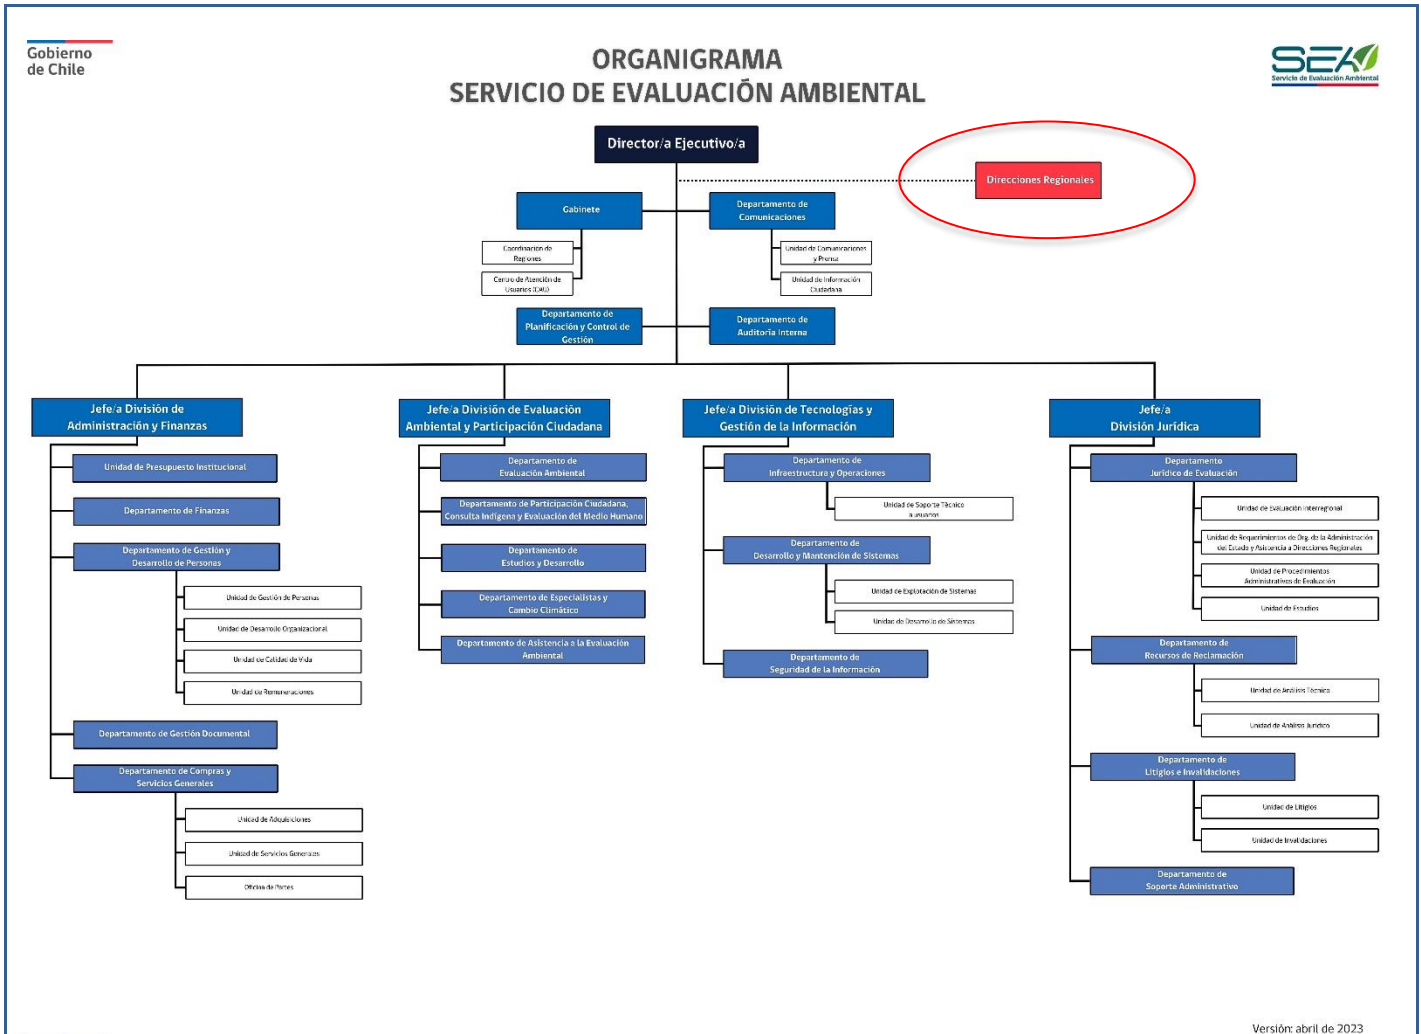 Gobierno
de Chile
ORGANIGRAMA
SERVICIO DE EVALUACIÓN AMBIENTAL
SEA
Servicio de Evaluación Ambiental
Director/a Ejecutivo/a
Direcciones Regionales
Gabinete
Departamento de
Comunicaciones
Coordinación de
Regiones
Centro de Atención de
Usuarios (CAU)
Unidad de Comunicaciones
y Prensa
Unidad de Información
Ciudadana
Departamento de
Planificación y Control de
Gestión
Departamento de
Auditoría Interna
Jefe/a División de
Administración y Finanzas
Unidad de Presupuesto Institucional
Departamento de Finanzas
Departamento de Gestión y
Desarrollo de Personas
Unidad de Gestión de Personas
Unidad de Desarrollo Organizacional
Unidad de Calidad de Vida
Unidad de Remuneraciones
Departamento de Gestión Documental
Departamento de Compras y
Servicios Generales
Unidad de Adquisiciones
Unidad de Servicios Generales
Oficina de Partes
Jefe/a División de Evaluación
Ambiental y Participación Ciudadana
Departamento de
Evaluación Ambiental
Departamento de Participación Ciudadana,
Consulta Indígena y Evaluación del Medio Humano
Departamento de
Estudios y Desarrollo
Departamento de Especialistas y
Cambio Climático
Departamento de Asistencia a la Evaluación
Ambiental
Jefe/a División de Tecnologías y
Gestión de la Información
Departamento de
Infraestructura y Operaciones
Unidad de Soporte Técnico
a usuarios
Departamento de
Desarrollo y Mantención de Sistemas
Unidad de Explotación de Sistemas
Unidad de Desarrollo de Sistemas
Departamento de
Seguridad de la Información
Jefe/a
División Jurídica
Departamento
Jurídico de Evaluación
Unidad de Evaluación Interregional
Unidad de Requerimientos de Org. de la Administración
del Estado y Asistencia a Direcciones Regionales
Unidad de Procedimientos
Administrativos de Evaluación
Unidad de Estudios
Departamento de
Recursos de Reclamación
Unidad de Análisis Técnico
Unidad de Análisis Jurídico
Departamento de
Litigios e Invalidaciones
Unidad de Litigios
Unidad de Invalidaciones
Departamento de
Soporte Administrativo
Versión: abril de 2023